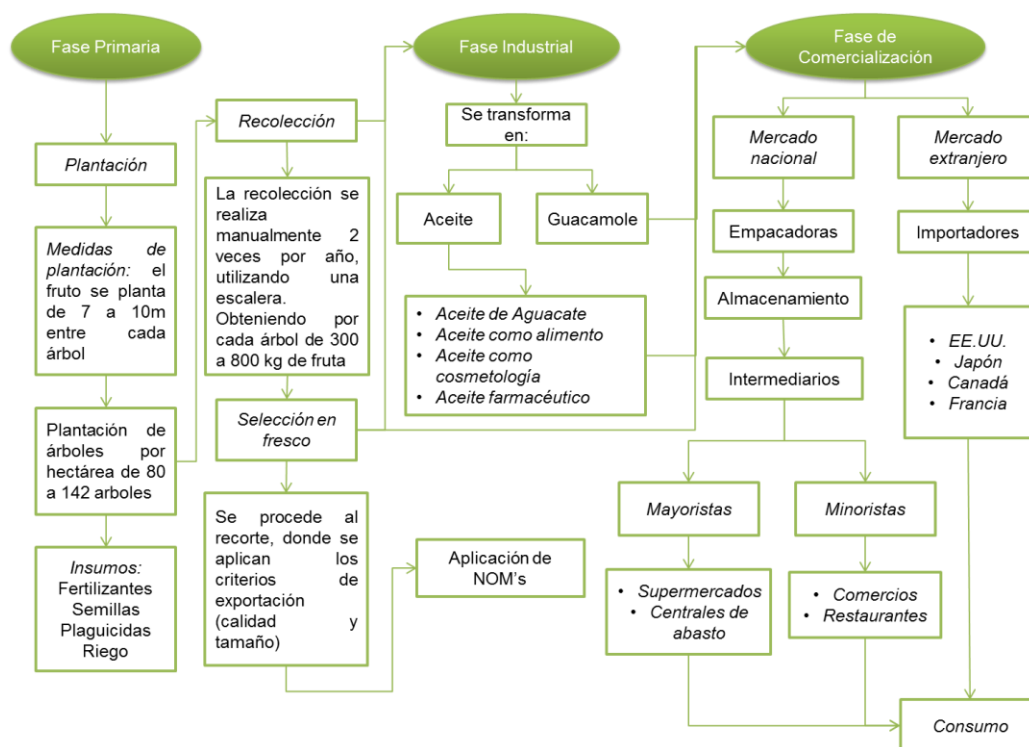 Fase Primaria
Plantación
Medidas de
plantación: el
fruto se planta
de 7 a 10m
entre cada
árbol
Plantación de
árboles por
hectárea de 80
a 142 arboles
Insumos:
Fertilizantes
Semillas
Plaguicidas
Riego
Recolección
La recolección se
realiza
manualmente 2
veces por año,
utilizando una
escalera.
Obteniendo por
cada árbol de 300
a 800 kg de fruta
Selección en
fresco
Se procede al
recorte, donde se
aplican los
criterios de
exportación
(calidad y
tamaño)
Aplicación de
NOM's
Fase Industrial
Se transforma
en:
Aceite
Guacamole
• Aceite de Aguacate
• Aceite como alimento
• Aceite como
cosmetología
• Aceite farmacéutico
Fase de
Comercialización
Mercado
nacional
Empacadoras
Almacenamiento
Intermediarios
Mayoristas
• Supermercados
• Centrales de
abasto
Minoristas
• Comercios
• Restaurantes
Mercado
extranjero
Importadores
• EE.UU.
• Japón
• Canadá
• Francia
Consumo